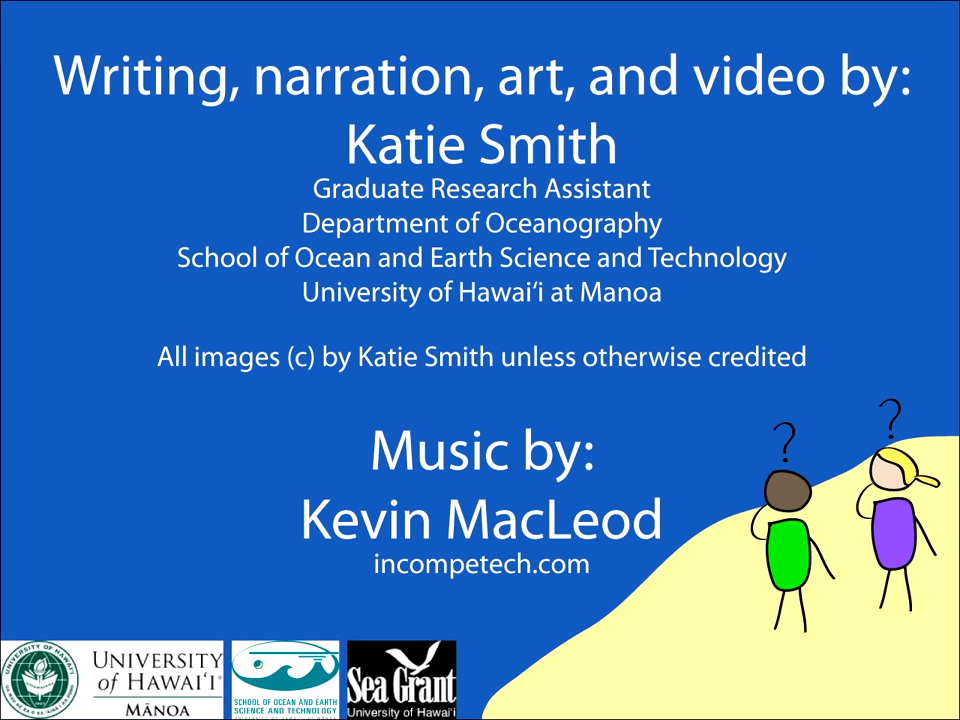 Writing, narration, art, and video by:
Katie Smith
Graduate Research Assistant
Department of Oceanography
School of Ocean and Earth Science and Technology
University of Hawai‘i at Manoa
All images (c) by Katie Smith unless otherwise credited
?
?
Music by:
Kevin MacLeod
incompetech.com
UNIVERSITY OF HAWAI‘I
UNIVERSITY
of HAWAI‘I
MĀNOA
SCHOOL OF OCEAN AND EARTH
SCIENCE AND TECHNOLOGY
Sea Grant
University of Hawai‘i